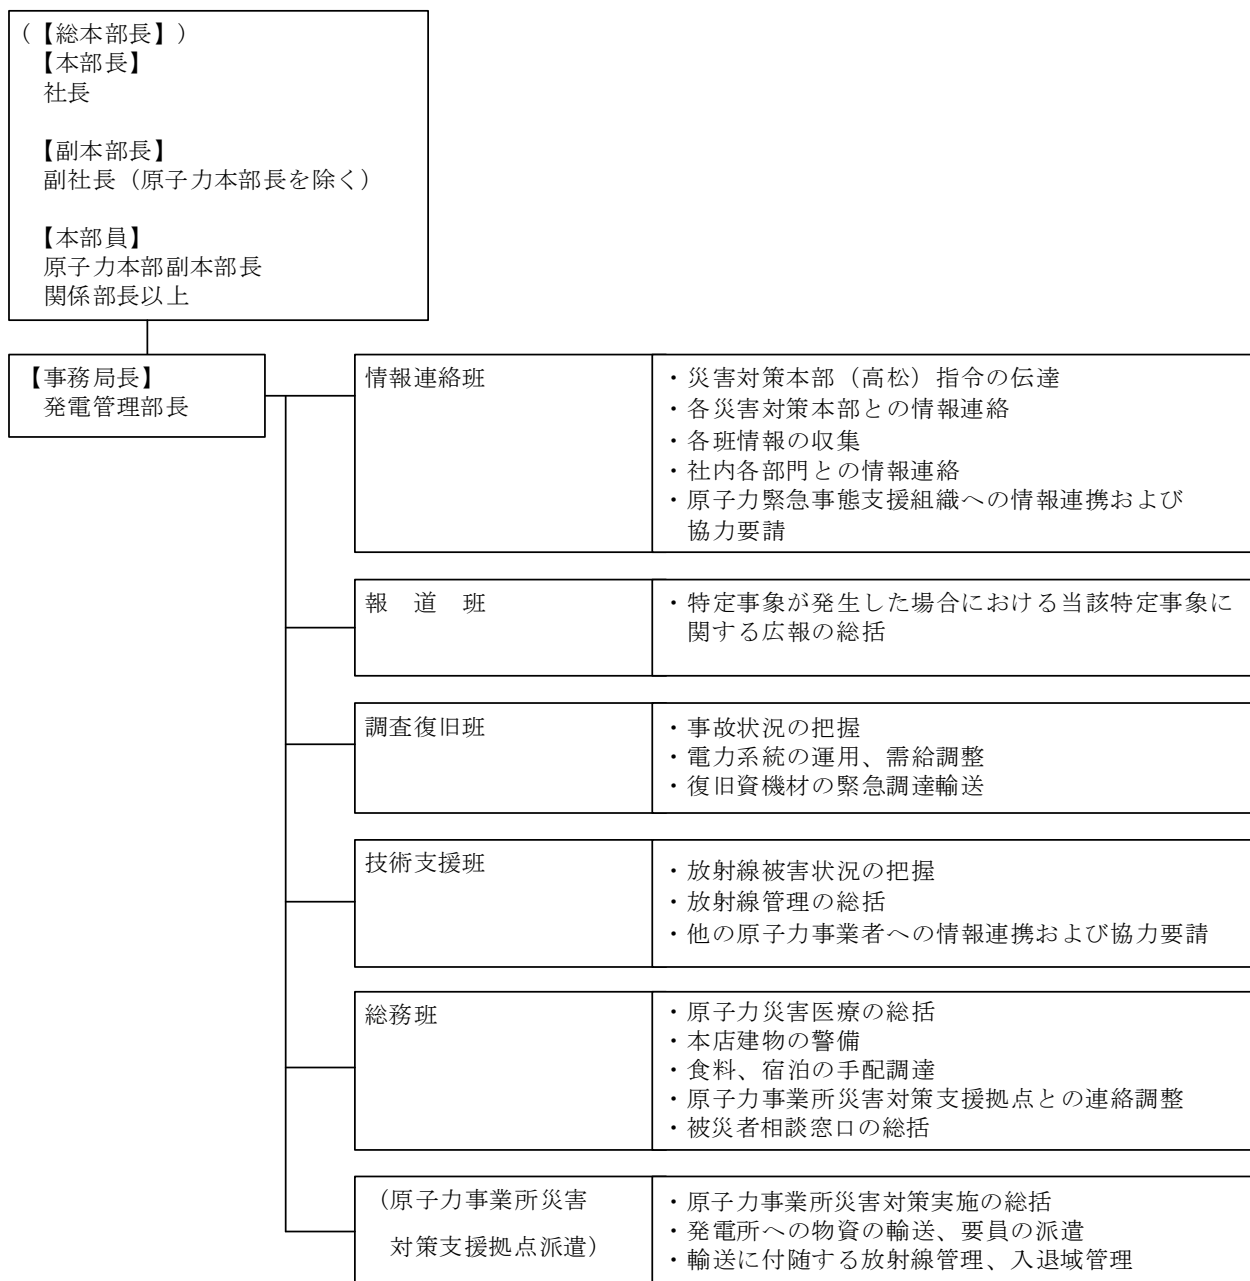 (【総本部長】)
【本部長】
社長
【副本部長】
副社長（原子力本部長を除く）
【本部員】
原子力本部副本部長
関係部長以上
【事務局長】
発電管理部長
情報連絡班
・災害対策本部（高松）指令の伝達
・各災害対策本部との情報連絡
・各班情報の収集
・社内各部門との情報連絡
・原子力緊急事態支援組織への情報連携および
協力要請
報　道　班
・特定事象が発生した場合における当該特定事象に
関する広報の総括
調査復旧班
・事故状況の把握
・電力系統の運用、需給調整
・復旧資機材の緊急調達輸送
技術支援班
・放射線被害状況の把握
・放射線管理の総括
・他の原子力事業者への情報連携および協力要請
総務班
・原子力災害医療の総括
・本店建物の警備
・食料、宿泊の手配調達
・原子力事業所災害対策支援拠点との連絡調整
・被災者相談窓口の総括
（原子力事業所災害
対策支援拠点派遣）
・原子力事業所災害対策実施の総括
・発電所への物資の輸送、要員の派遣
・輸送に付随する放射線管理、入退域管理